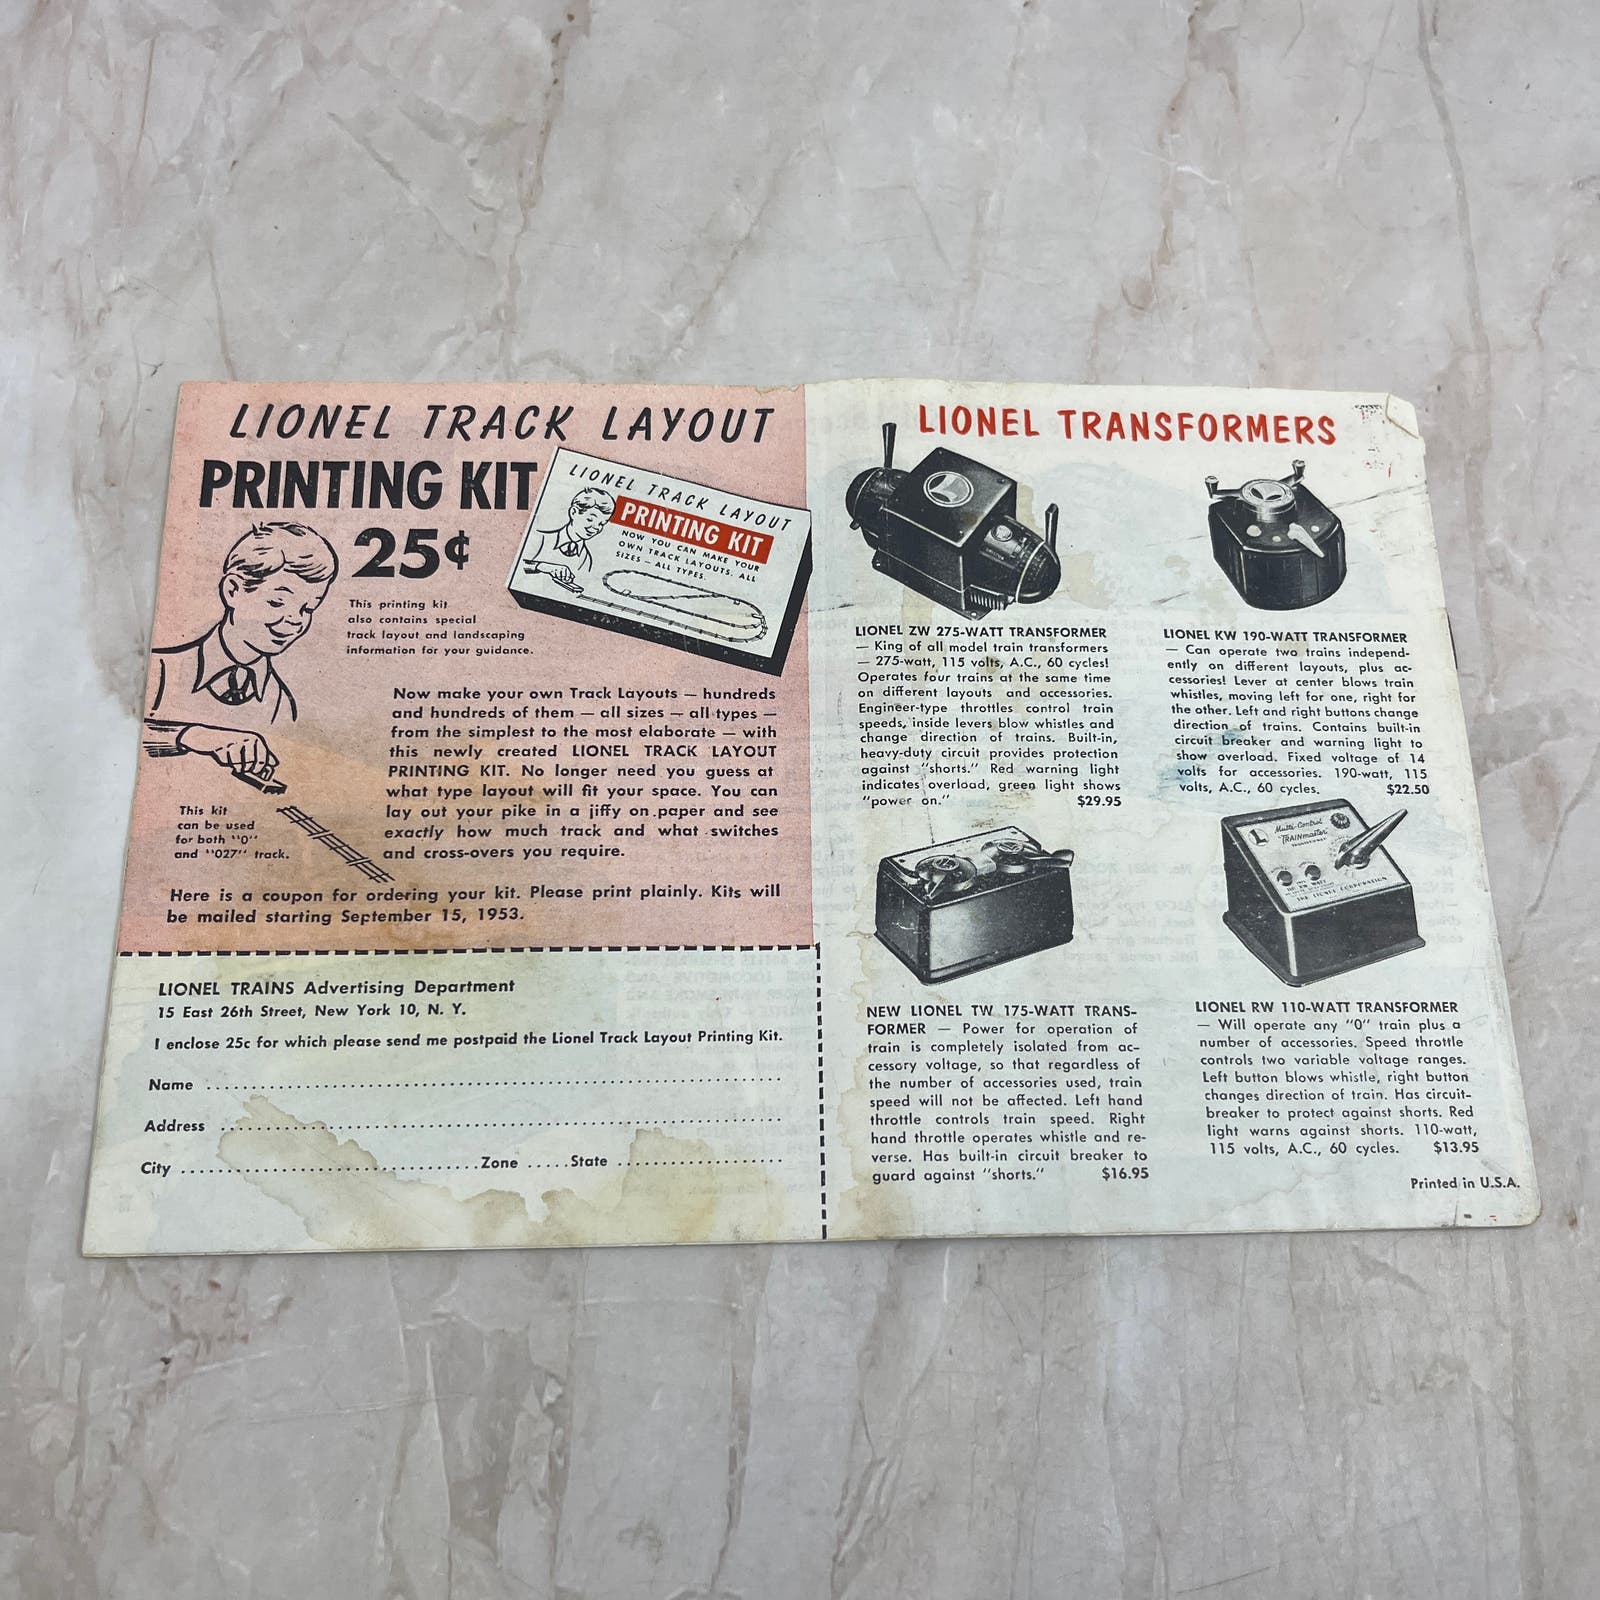 LIONEL TRACK LAYOUT
PRINTING KIT
25¢
LIONEL TRACK LAYOUT
PRINTING KIT
NOW YOU CAN MAKE YOUR
OWN TRACK LAYOUTS. ALL
SIZES — ALL TYPES.
This printing kit
also contains special
track layout and landscaping
information for your guidance.
Now make your own Track Layouts — hundreds
and hundreds of them — all sizes — all types —
from the simplest to the most elaborate — with
this newly created LIONEL TRACK LAYOUT
PRINTING KIT. No longer need you guess at
what type layout will fit your space. You can
lay out your pike in a jiffy on paper and see
exactly how much track and what switches
and cross-overs you require.
This kit
can be used
for both "0"
and "027" track.
Here is a coupon for ordering your kit. Please print plainly. Kits will
be mailed starting September 15, 1953.
LIONEL TRAINS Advertising Department
15 East 26th Street, New York 10, N. Y.
I enclose 25c for which please send me postpaid the Lionel Track Layout Printing Kit.
Name
Address
City Zone State
LIONEL TRANSFORMERS
LIONEL ZW 275-WATT TRANSFORMER
— King of all model train transformers
— 275-watt, 115 volts, A.C., 60 cycles!
Operates four trains at the same time
on different layouts and accessories.
Engineer-type throttles control train
speeds, inside levers blow whistles and
change direction of trains. Built-in,
heavy-duty circuit provides protection
against "shorts." Red warning light
indicates overload, green light shows
"power on." $29.95
LIONEL KW 190-WATT TRANSFORMER
— Can operate two trains independ-
ently on different layouts, plus ac-
cessories! Lever at center blows train
whistles, moving left for one, right for
the other. Left and right buttons change
direction of trains. Contains built-in
circuit breaker and warning light to
show overload. Fixed voltage of 14
volts for accessories. 190-watt, 115
volts, A.C., 60 cycles. $22.50
Multi-Control
"TRAINmaster"
TRANSFORMER
THE LIONEL CORPORATION
NEW LIONEL TW 175-WATT TRANS-
FORMER — Power for operation of
train is completely isolated from ac-
cessory voltage, so that regardless of
the number of accessories used, train
speed will not be affected. Left hand
throttle controls train speed. Right
hand throttle operates whistle and re-
verse. Has built-in circuit breaker to
guard against "shorts." $16.95
LIONEL RW 110-WATT TRANSFORMER
— Will operate any "0" train plus a
number of accessories. Speed throttle
controls two variable voltage ranges.
Left button blows whistle, right button
changes direction of train. Has circuit-
breaker to protect against shorts. Red
light warns against shorts. 110-watt,
115 volts, A.C., 60 cycles. $13.95
Printed in U.S.A.